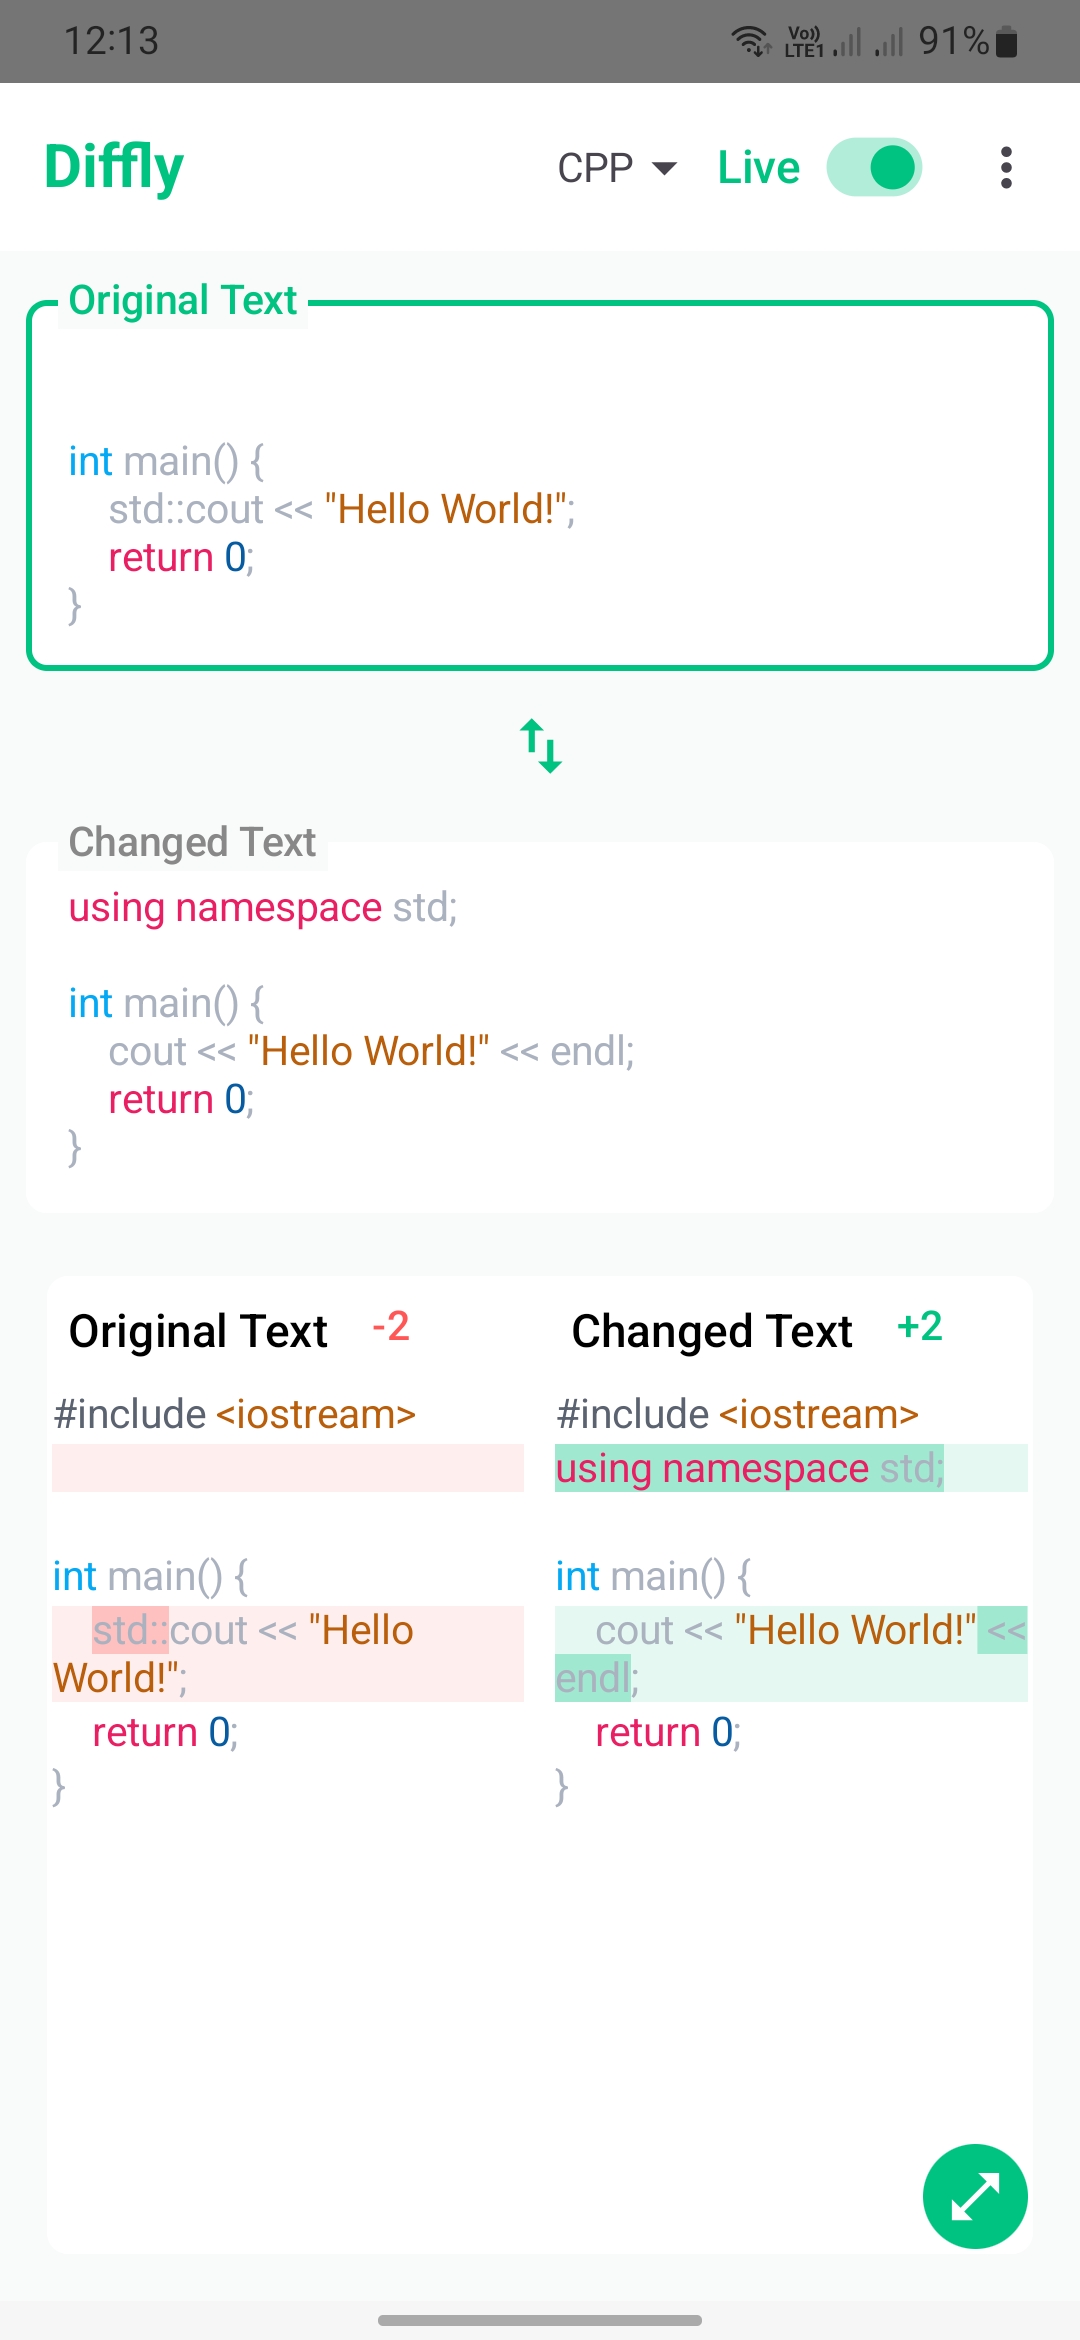 12:13 Vo)) LTE1 91%
Diffly CPP Live
Original Text
int main() {
    std::cout << "Hello World!";
    return 0;
}
Changed Text
using namespace std;

int main() {
    cout << "Hello World!" << endl;
    return 0;
}
Original Text -2
#include <iostream>

int main() {
    std::cout << "Hello
World!";
    return 0;
}
Changed Text +2
#include <iostream>
using namespace std;

int main() {
    cout << "Hello World!" <<
endl;
    return 0;
}